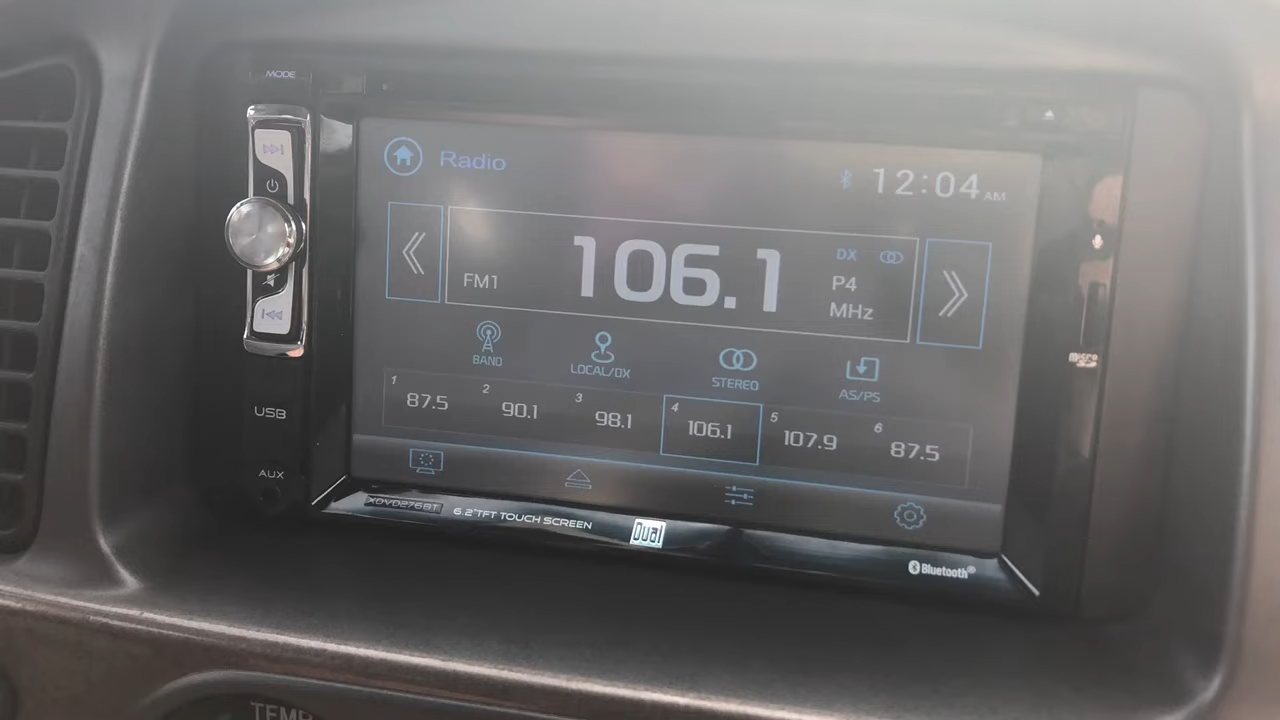 MODE
Radio
12:04 AM
106.1
DX
FM1
P4
MHz
BAND
LOCAL/DX
STEREO
AS/PS
1 87.5
2 90.1
3 98.1
4 106.1
5 107.9
6 87.5
USB
AUX
micro SD
XDVD276BT
6.2" TFT TOUCH SCREEN
Dual
Bluetooth
TEMP